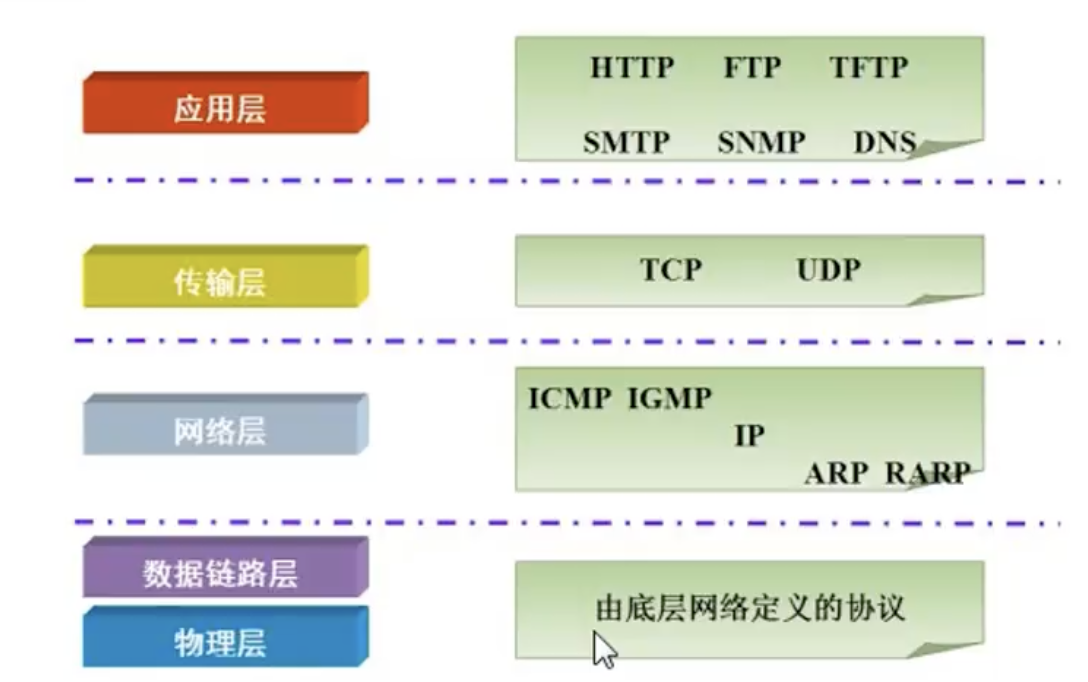 应用层
HTTP FTP TFTP
SMTP SNMP DNS
传输层
TCP UDP
网络层
ICMP IGMP
IP
ARP RARP
数据链路层
物理层
由底层网络定义的协议